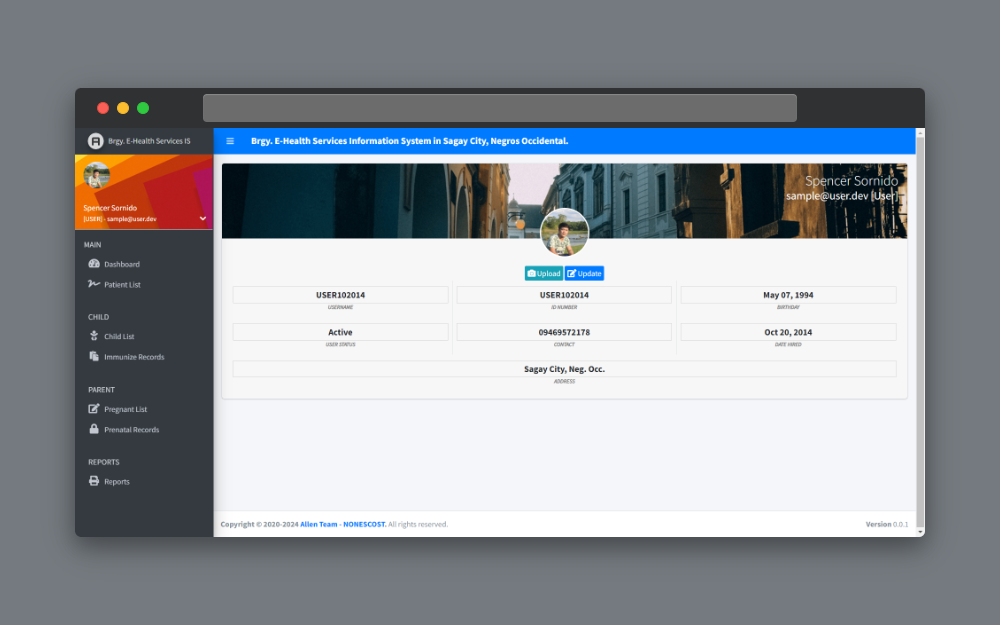 Brgy. E-Health Services IS
Brgy. E-Health Services Information System in Sagay City, Negros Occidental.
Spencer Sornido
[USER] - sample@user.dev
MAIN
Dashboard
Patient List
CHILD
Child List
Immunize Records
PARENT
Pregnant List
Prenatal Records
REPORTS
Reports
Spencer Sornido
sample@user.dev [User]
Upload Update
USER102014 USER102014 May 07, 1994
USERNAME ID NUMBER BIRTHDAY
Active 09469572178 Oct 20, 2014
USER STATUS CONTACT DATE HIRED
Sagay City, Neg. Occ.
ADDRESS
Copyright © 2020-2024 Allen Team - NONESCOST. All rights reserved. Version 0.0.1